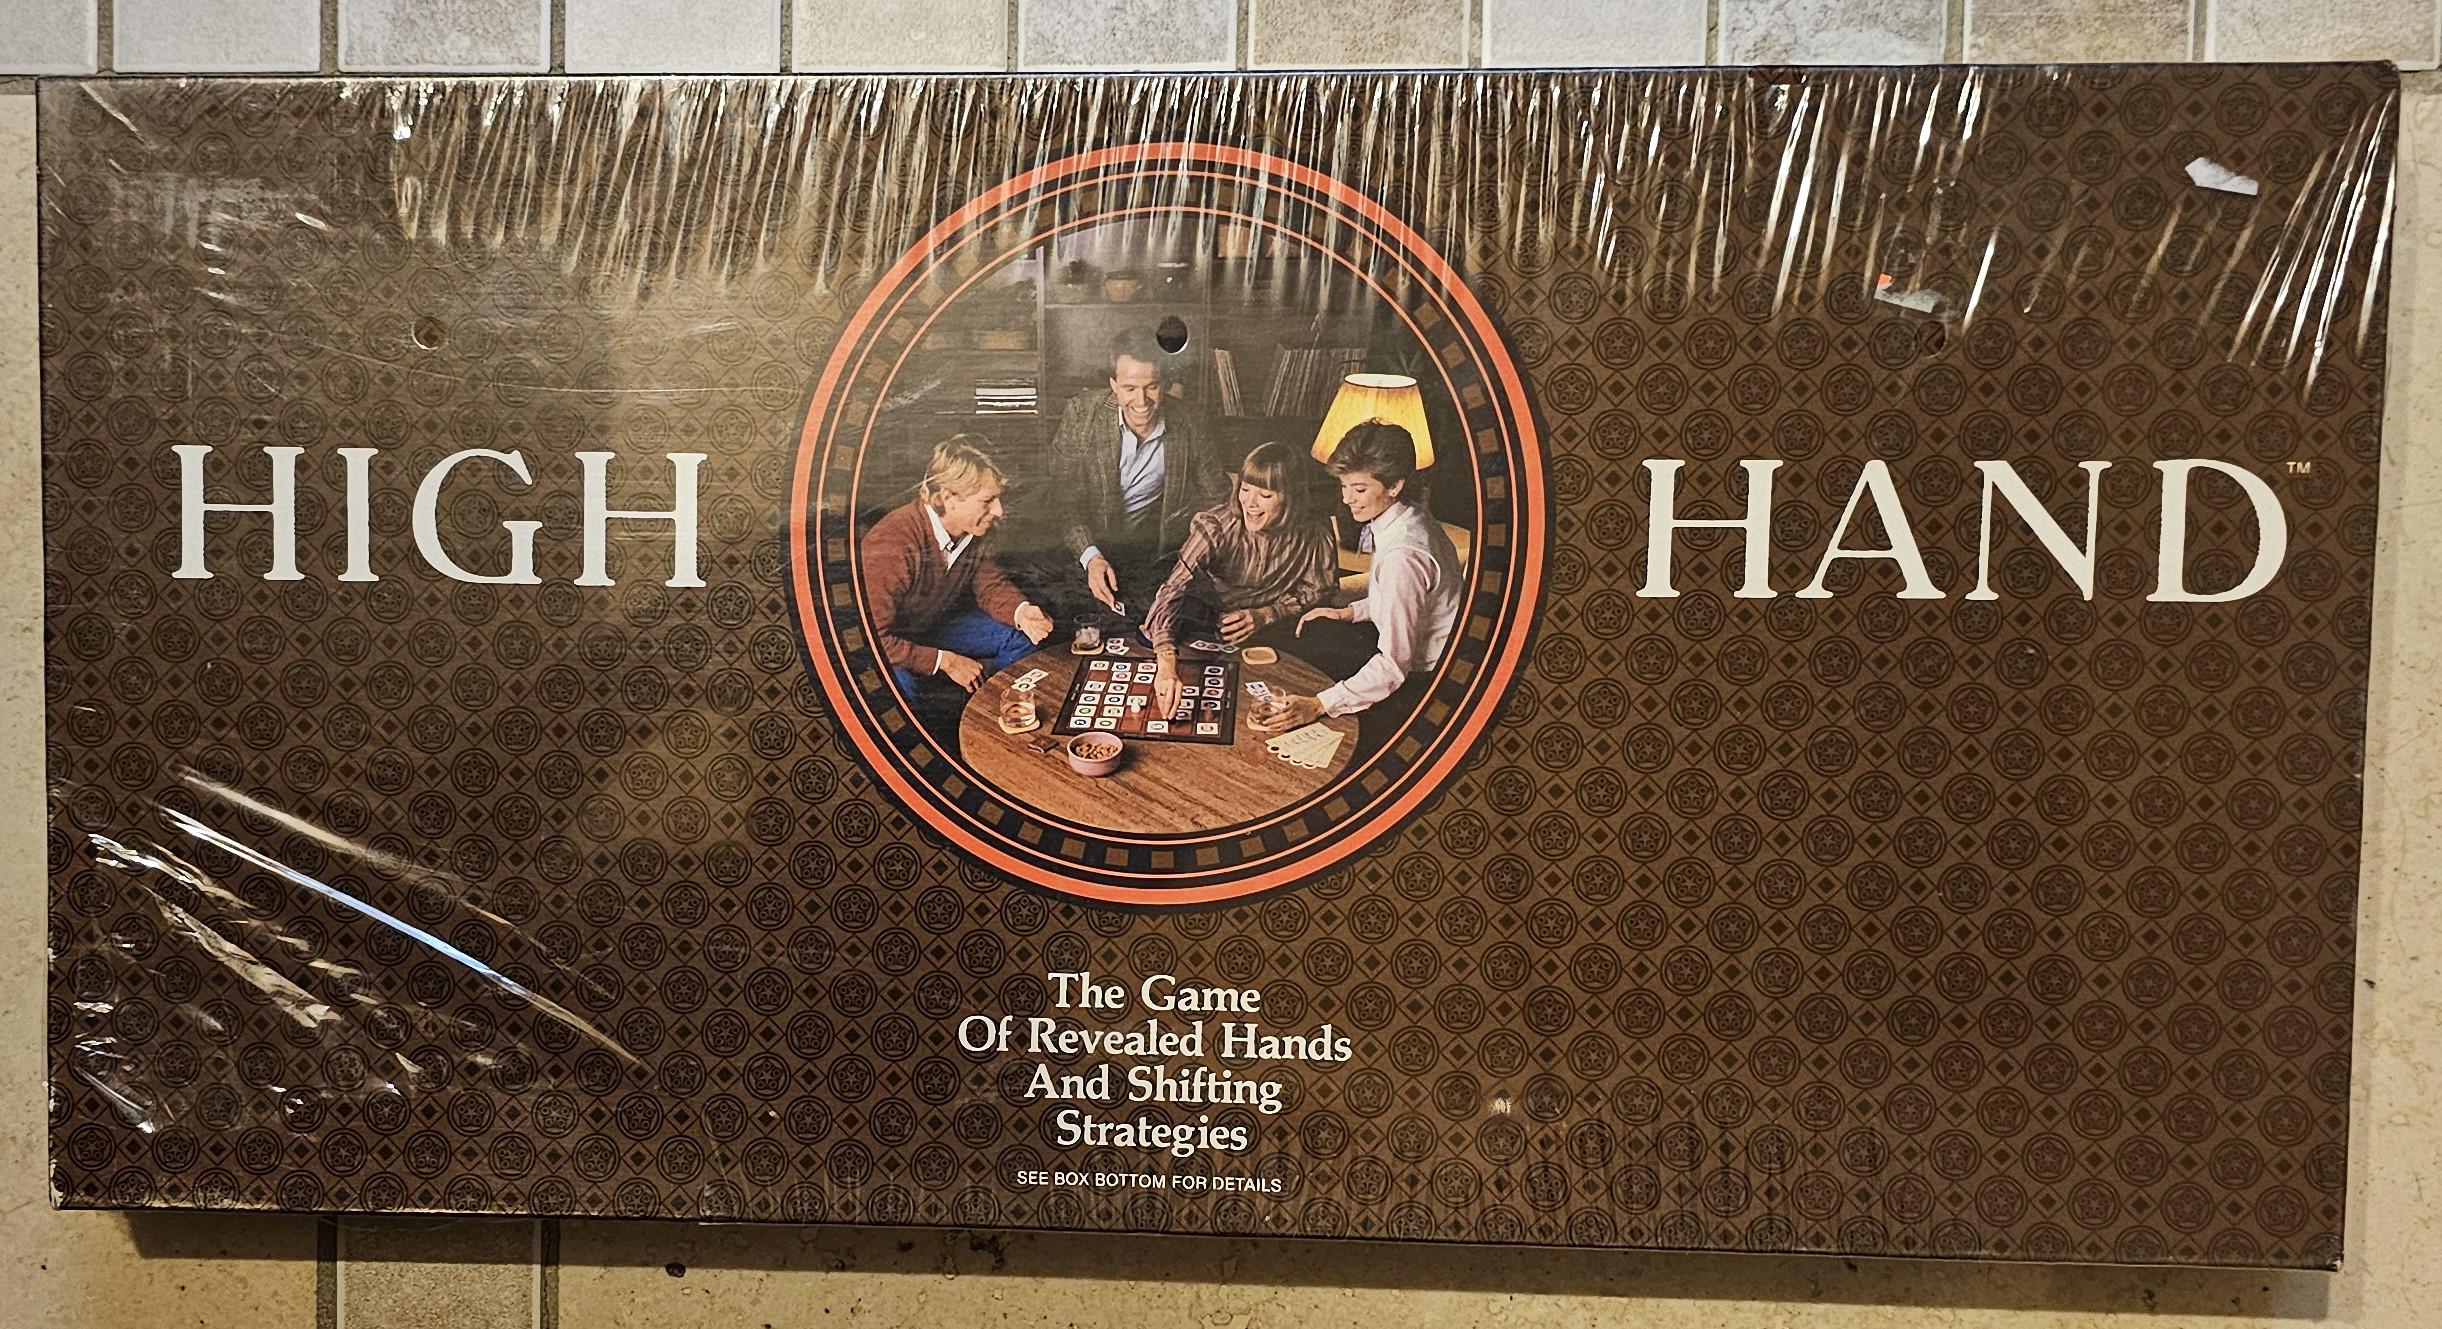 HIGH HAND™
The Game
Of Revealed Hands
And Shifting
Strategies
SEE BOX BOTTOM FOR DETAILS